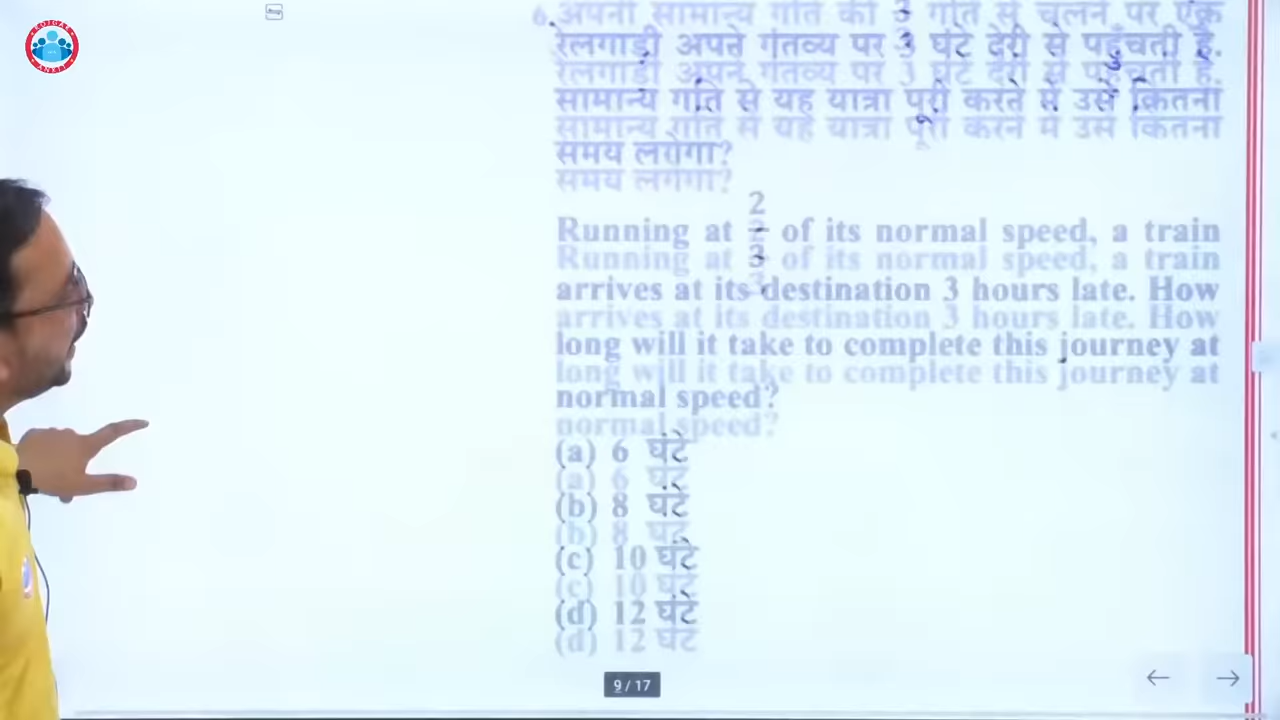 6. अपनी सामान्य गति की गति से चलने पर एक
रेलगाड़ी अपने गंतव्य पर 3 घंटे देरी से पहुँचती है.
सामान्य गति से यह यात्रा पूरी करने में उसे कितना
समय लगेगा?
Running at 2/3 of its normal speed, a train
arrives at its destination 3 hours late. How
long will it take to complete this journey at
normal speed?
(a) 6 घंटे
(b) 8 घंटे
(c) 10 घंटे
(d) 12 घंटे
9 / 17